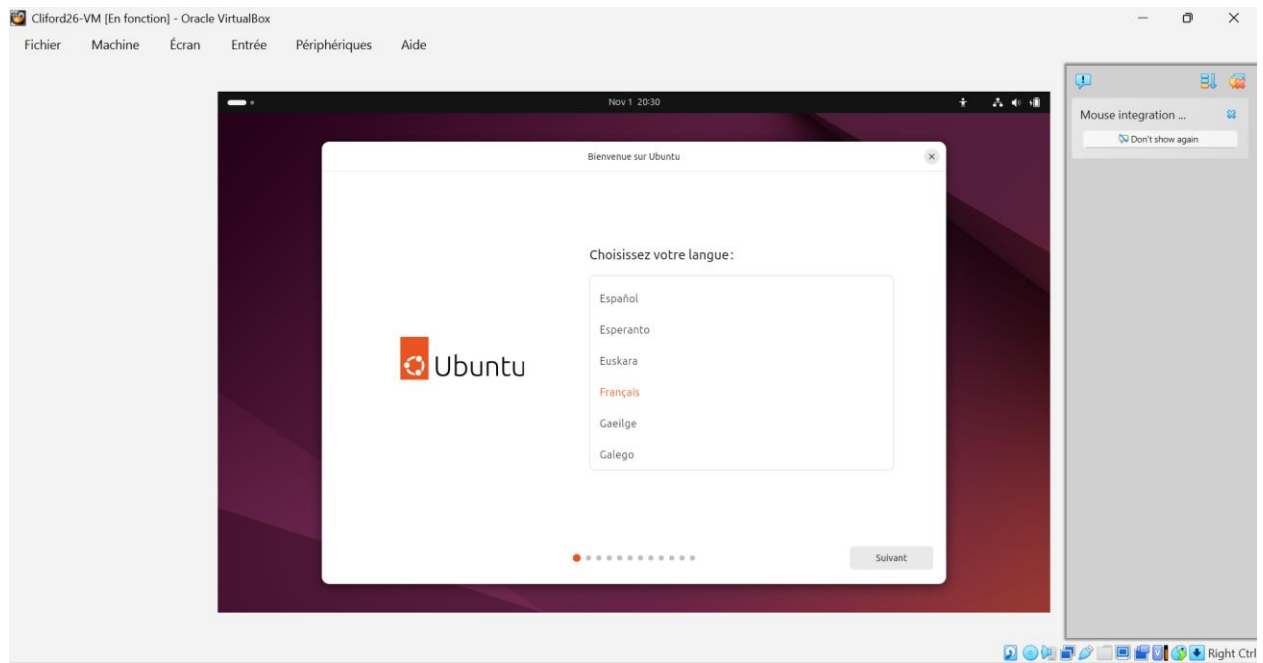 Cliford26-VM [En fonction] - Oracle VirtualBox
Fichier Machine Écran Entrée Périphériques Aide
Nov 1 20:30
Mouse integration ...
Don't show again
Bienvenue sur Ubuntu
Choisissez votre langue :
Español
Esperanto
Euskara
Français
Gaeilge
Galego
Ubuntu
Suivant
Right Ctrl